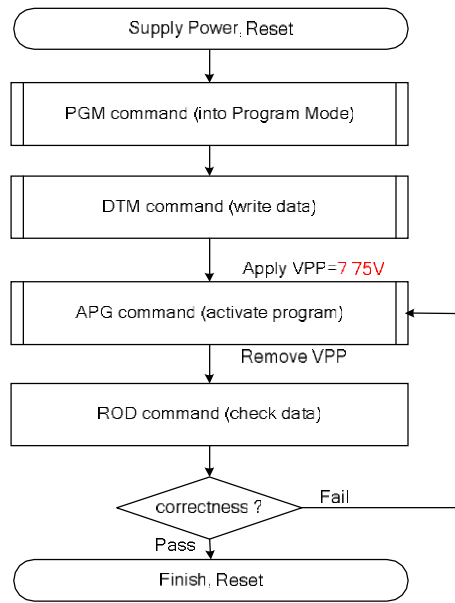 Supply Power, Reset
PGM command (into Program Mode)
DTM command (write data)
Apply VPP=7.75V
APG command (activate program)
Remove VPP
ROD command (check data)
correctness ?
Fail
Pass
Finish, Reset